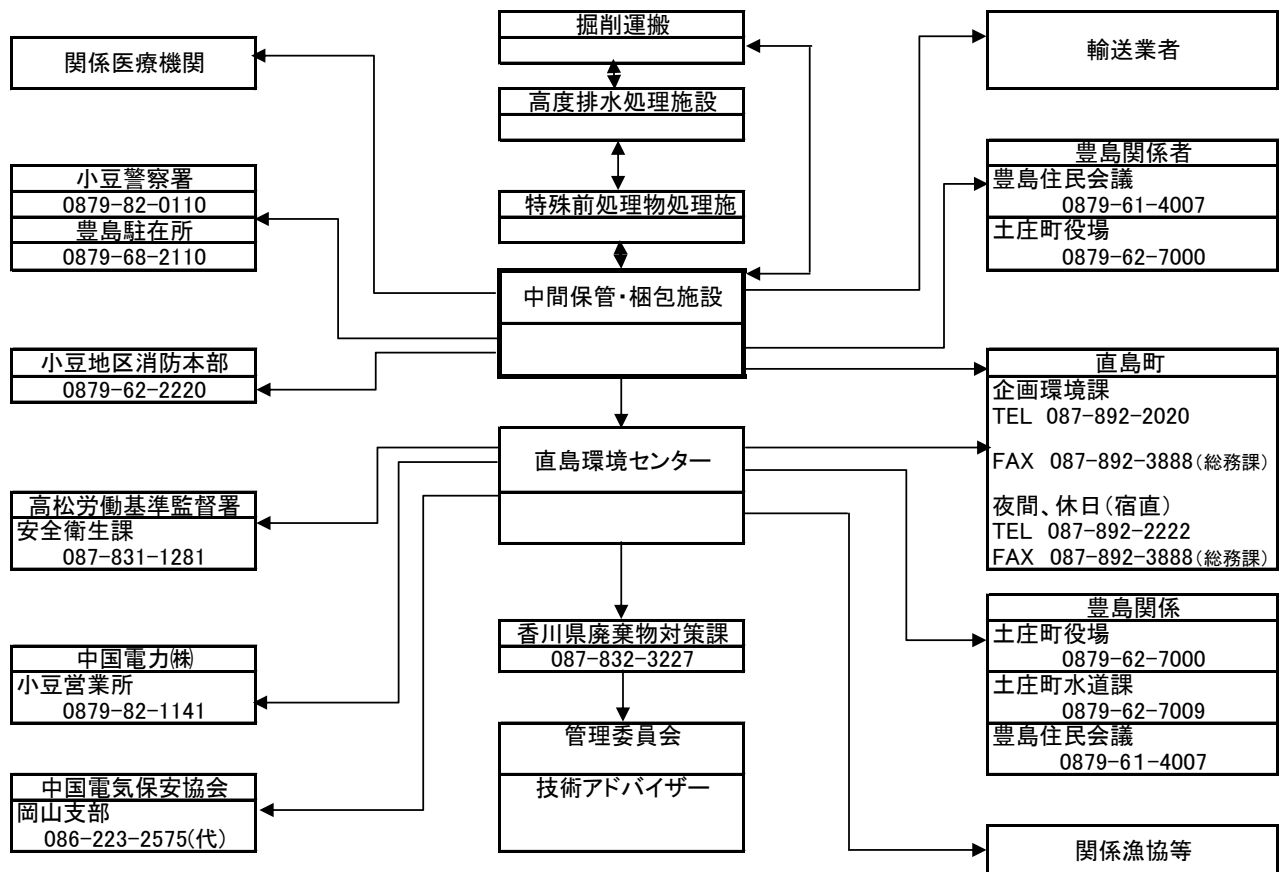 関係医療機関
小豆警察署
0879-82-0110
豊島駐在所
0879-68-2110
小豆地区消防本部
0879-62-2220
高松労働基準監督署
安全衛生課
087-831-1281
中国電力㈱
小豆営業所
0879-82-1141
中国電気保安協会
岡山支部
086-223-2575(代)
掘削運搬
高度排水処理施設
特殊前処理物処理施
中間保管・梱包施設
直島環境センター
香川県廃棄物対策課
087-832-3227
管理委員会
技術アドバイザー
輸送業者
豊島関係者
豊島住民会議
0879-61-4007
土庄町役場
0879-62-7000
直島町
企画環境課
TEL 087-892-2020
FAX 087-892-3888(総務課)
夜間、休日(宿直)
TEL 087-892-2222
FAX 087-892-3888(総務課)
豊島関係
土庄町役場
0879-62-7000
土庄町水道課
0879-62-7009
豊島住民会議
0879-61-4007
関係漁協等